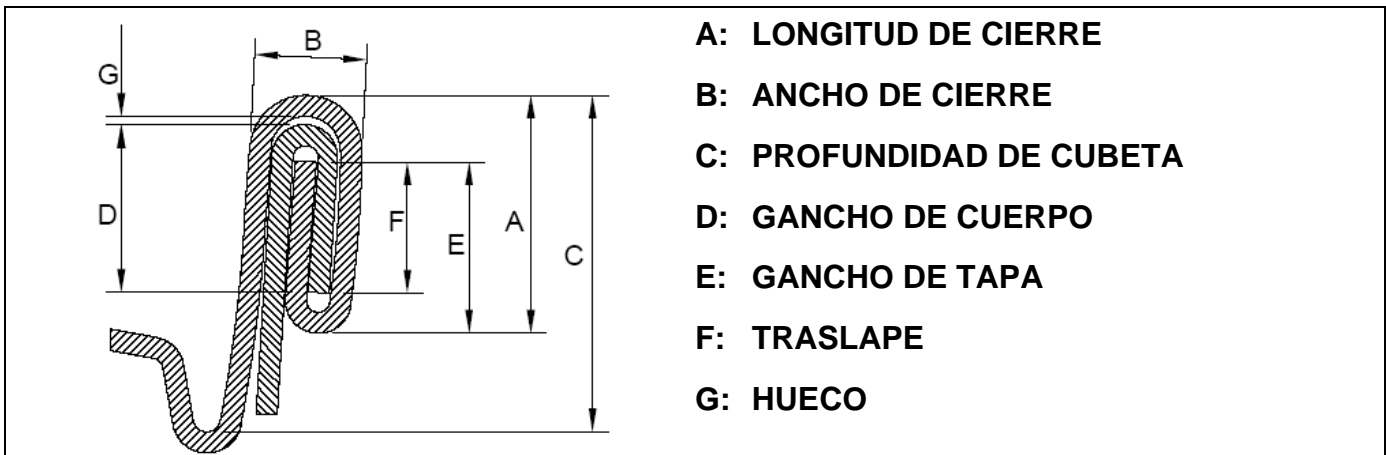 B
G
D
F
E
A
C
A: LONGITUD DE CIERRE
B: ANCHO DE CIERRE
C: PROFUNDIDAD DE CUBETA
D: GANCHO DE CUERPO
E: GANCHO DE TAPA
F: TRASLAPE
G: HUECO